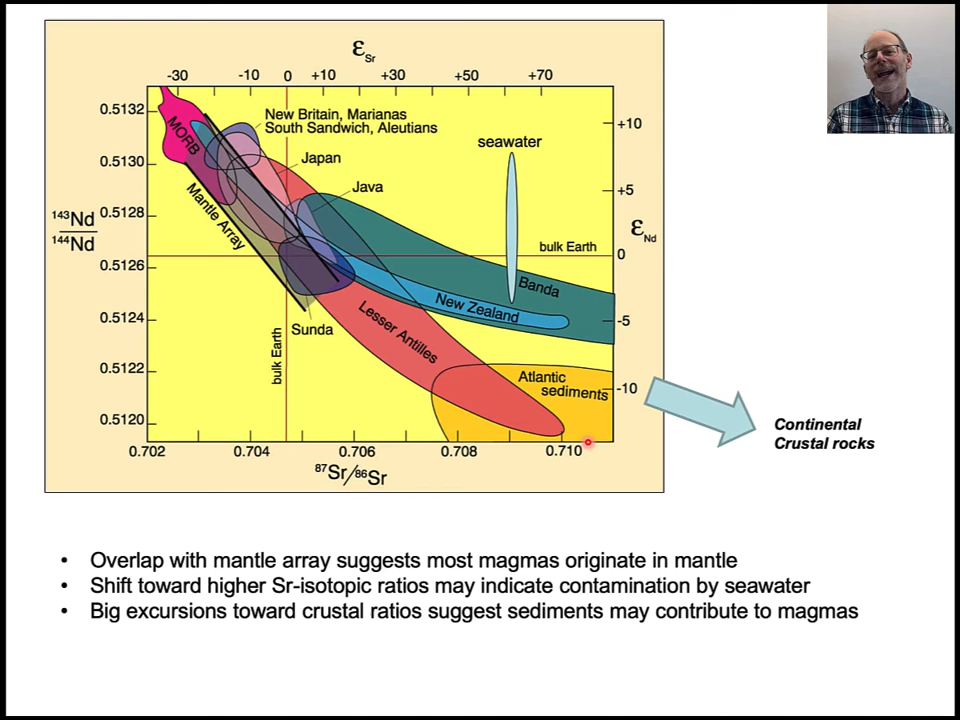 εSr
-30 -10 0 +10 +30 +50 +70
0.5132
0.5130
0.5128
0.5126
0.5124
0.5122
0.5120
143Nd
144Nd
+10
+5
0
-5
-10
εNd
MORB
New Britain, Marianas
South Sandwich, Aleutians
Japan
Java
seawater
Mantle Array
bulk Earth
Banda
New Zealand
Sunda
Lesser Antilles
bulk Earth
Atlantic
sediments
0.702 0.704 0.706 0.708 0.710
87Sr/86Sr
Continental
Crustal rocks
• Overlap with mantle array suggests most magmas originate in mantle
• Shift toward higher Sr-isotopic ratios may indicate contamination by seawater
• Big excursions toward crustal ratios suggest sediments may contribute to magmas